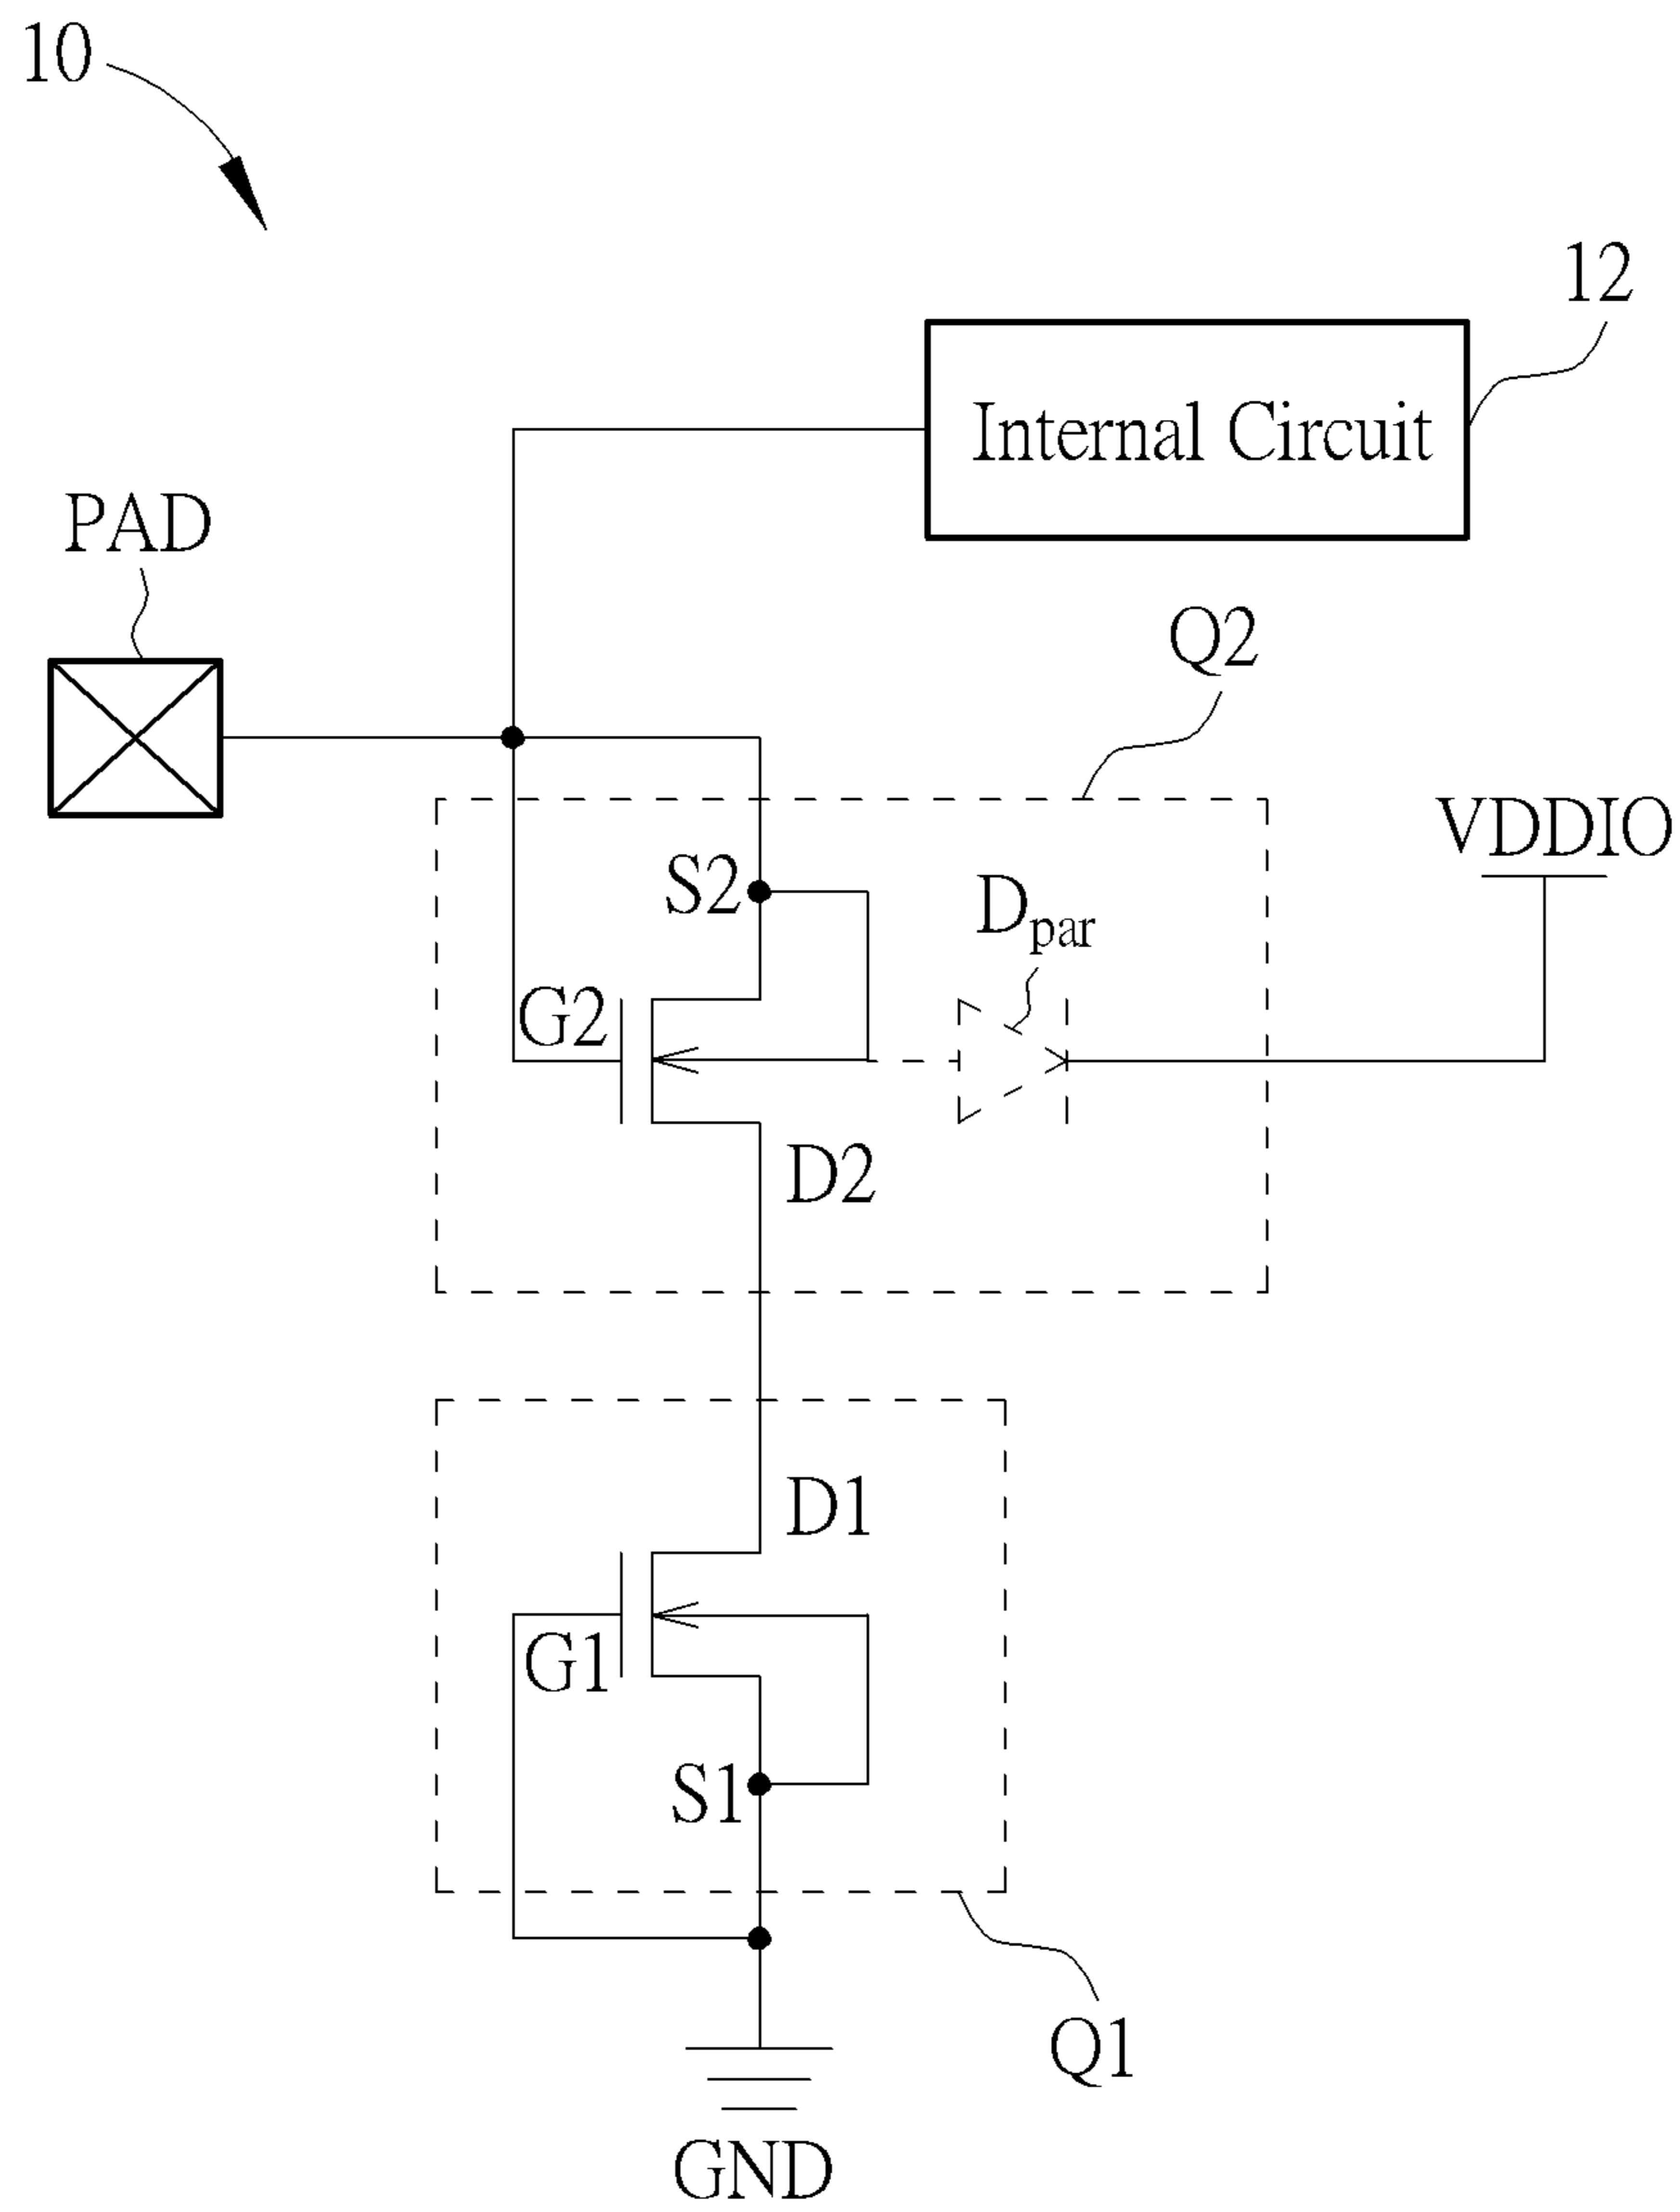 10
12
Internal Circuit
PAD
Q2
VDDIO
S2
Dpar
G2
D2
D1
G1
S1
Q1
GND